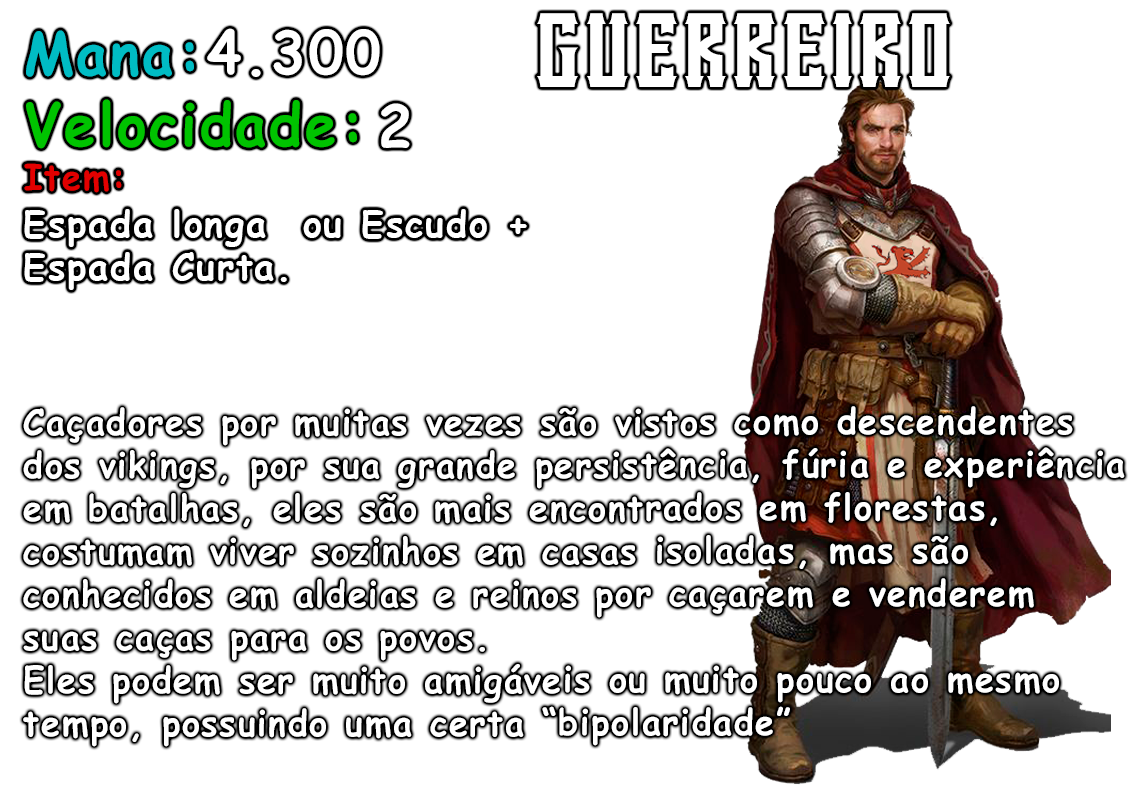 GUERREIRO
Mana: 4.300
Velocidade: 2
Item:
Espada longa ou Escudo +
Espada Curta.
Caçadores por muitas vezes são vistos como descendentes
dos vikings, por sua grande persistência, fúria e experiência
em batalhas, eles são mais encontrados em florestas,
costumam viver sozinhos em casas isoladas, mas são
conhecidos em aldeias e reinos por caçarem e venderem
suas caças para os povos.
Eles podem ser muito amigáveis ou muito pouco ao mesmo
tempo, possuindo uma certa “bipolaridade”